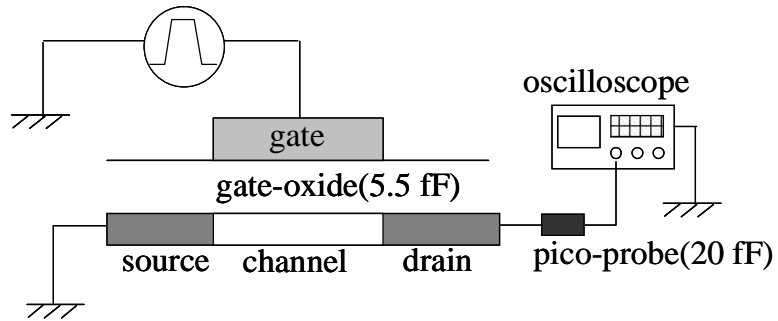 oscilloscope
gate
gate-oxide(5.5 fF)
source channel drain pico-probe(20 fF)